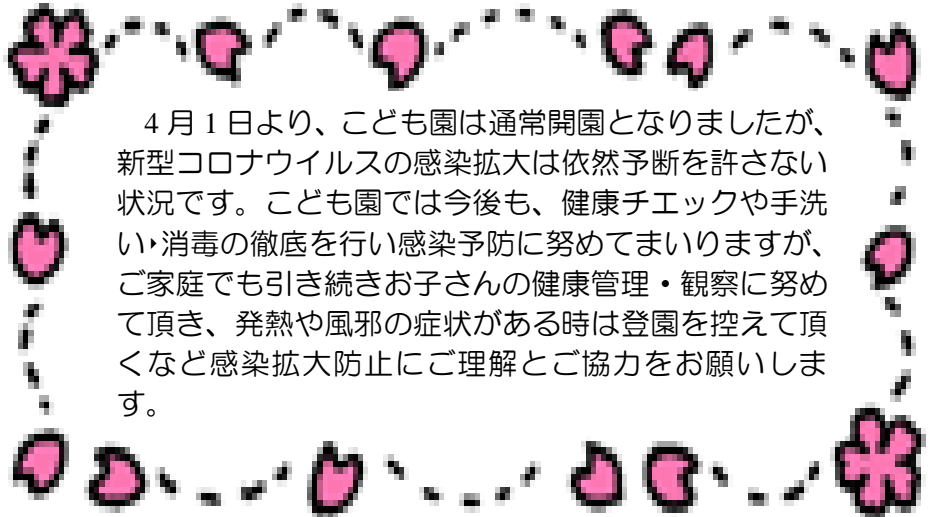 ４月１日より、こども園は通常開園となりましたが、
新型コロナウイルスの感染拡大は依然予断を許さない
状況です。こども園では今後も、健康チエックや手洗
い・消毒の徹底を行い感染予防に努めてまいりますが、
ご家庭でも引き続きお子さんの健康管理・観察に努め
て頂き、発熱や風邪の症状がある時は登園を控えて頂
くなど感染拡大防止にご理解とご協力をお願いしま
す。